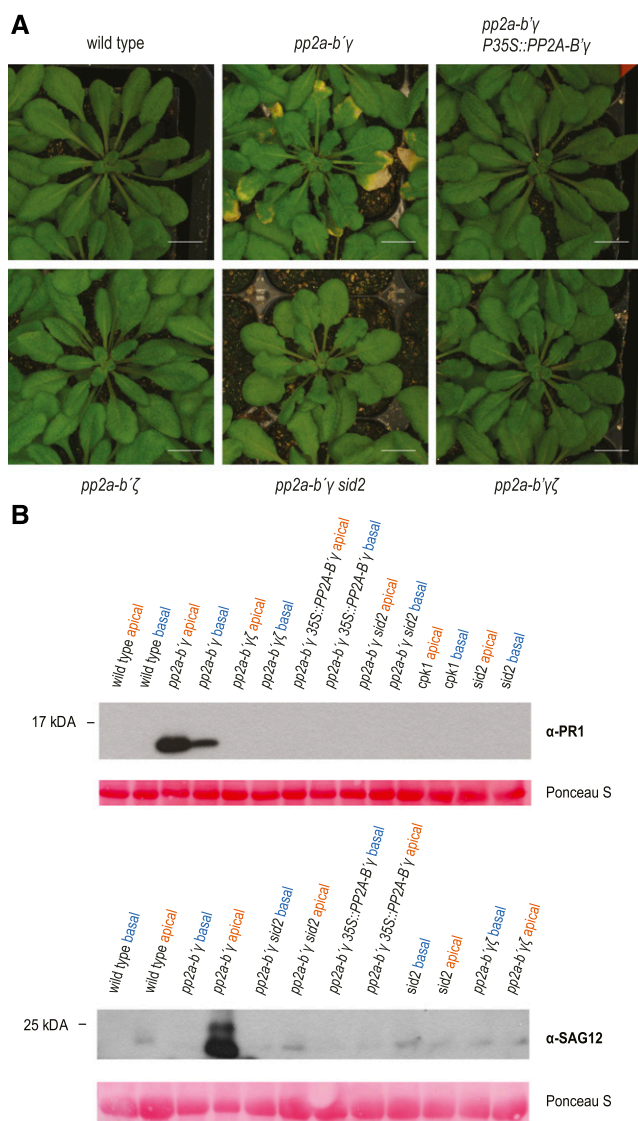 A
wild type
pp2a-b´γ
pp2a-b'γ
P35S::PP2A-B'γ
pp2a-b´ζ
pp2a-b´γ sid2
pp2a-b'γζ
B
wild type apical
wild type basal
pp2a-b´γ apical
pp2a-b´γ basal
pp2a-b´γζ apical
pp2a-b´γζ basal
pp2a-b´γ 35S::PP2A-B´γ apical
pp2a-b´γ 35S::PP2A-B´γ basal
pp2a-b´γ sid2 apical
pp2a-b´γ sid2 basal
cpk1 apical
cpk1 basal
sid2 apical
sid2 basal
17 kDA –
α-PR1
Ponceau S
wild type basal
wild type apical
pp2a-b´γ basal
pp2a-b´γ apical
pp2a-b´γ sid2 basal
pp2a-b´γ sid2 apical
pp2a-b´γ 35S::PP2A-B´γ basal
pp2a-b´γ 35S::PP2A-B´γ apical
sid2 basal
sid2 apical
pp2a-b´γζ basal
pp2a-b´γζ apical
25 kDA –
α-SAG12
Ponceau S